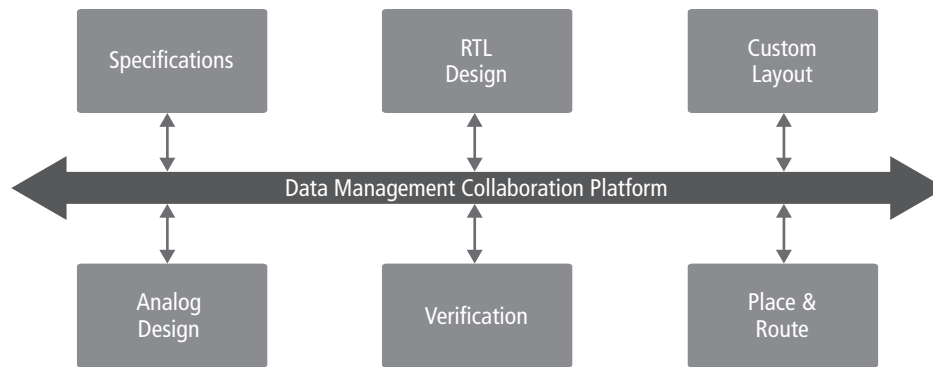 Specifications
RTL
Design
Custom
Layout
Data Management Collaboration Platform
Analog
Design
Verification
Place &
Route